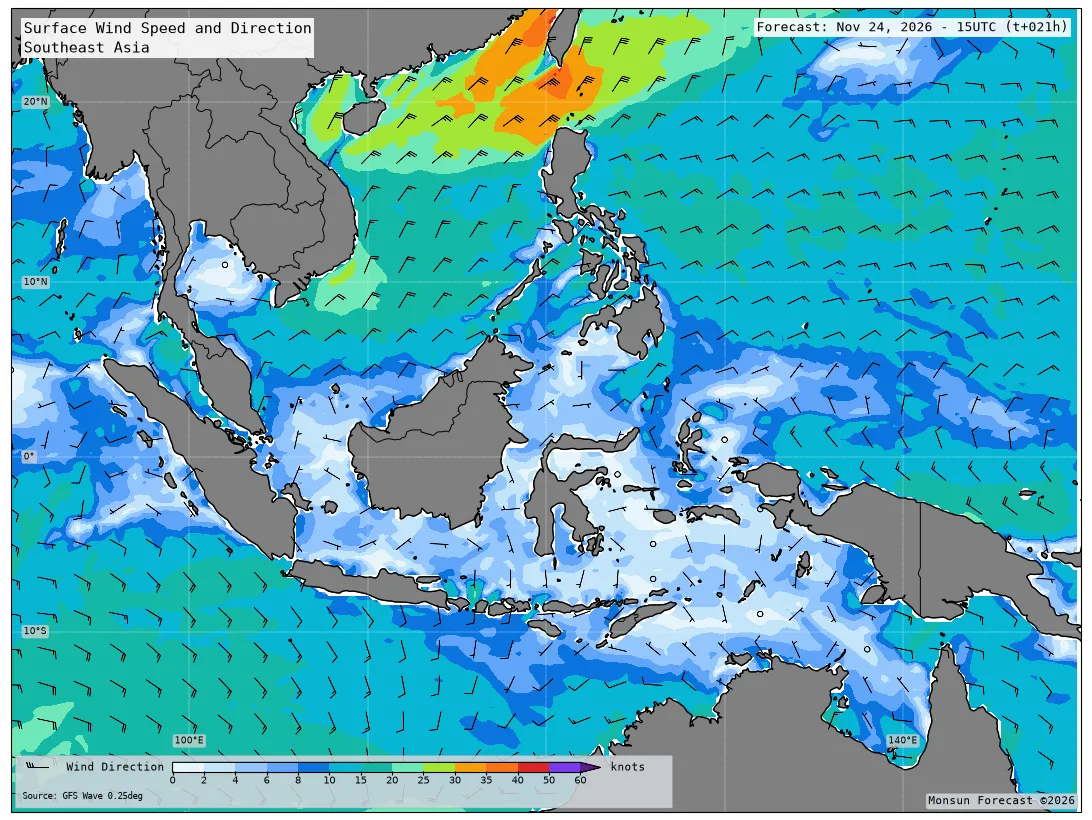 Surface Wind Speed and Direction
Southeast Asia
Forecast: Nov 24, 2026 - 15UTC (t+021h)
20°N
10°N
0°
10°S
100°E
140°E
Wind Direction
0 2 4 6 8 10 15 20 25 30 35 40 50 60
knots
Source: GFS Wave 0.25deg
Monsun Forecast ©2026